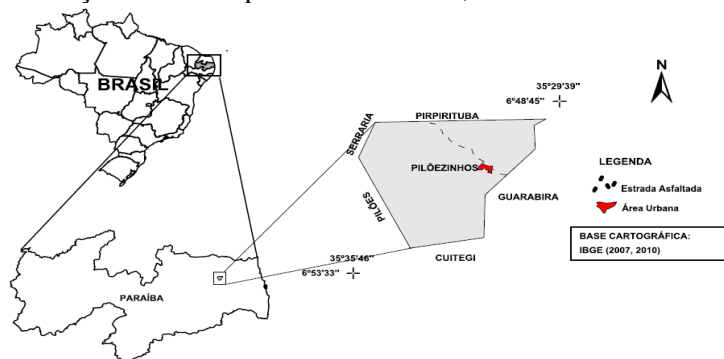 BRASIL
PARAÍBA
N
35°29'39"
6°48'45"
PIRPIRITUBA
SERRARIA
PILÕEZINHOS
PILÕES
GUARABIRA
CUITEGI
35°35'46"
6°53'33"
LEGENDA
Estrada Asfaltada
Área Urbana
BASE CARTOGRÁFICA:
IBGE (2007, 2010)